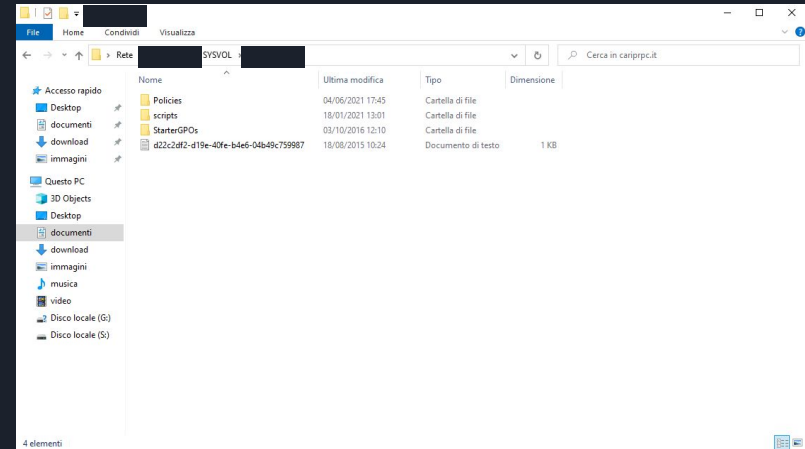 File Home Condividi Visualizza
Rete SYSVOL Cerca in cariprpc.it
Nome Ultima modifica Tipo Dimensione
Accesso rapido
Desktop
documenti
download
immagini
Questo PC
3D Objects
Desktop
documenti
download
immagini
musica
video
Disco locale (G:)
Disco locale (S:)
Policies 04/06/2021 17:45 Cartella di file
scripts 18/01/2021 13:01 Cartella di file
StarterGPOs 03/10/2016 12:10 Cartella di file
d22c2df2-d19e-40fe-b4e6-04b49c759987 18/08/2015 10:24 Documento di testo 1 KB
4 elementi